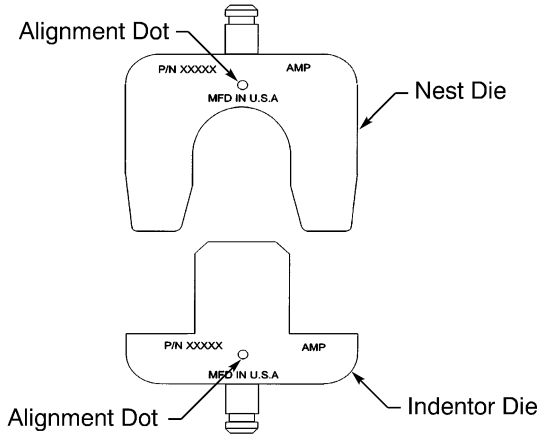 Alignment Dot
P/N XXXXX AMP
MFD IN U.S.A
Nest Die
P/N XXXXX AMP
MFD IN U.S.A
Indentor Die
Alignment Dot